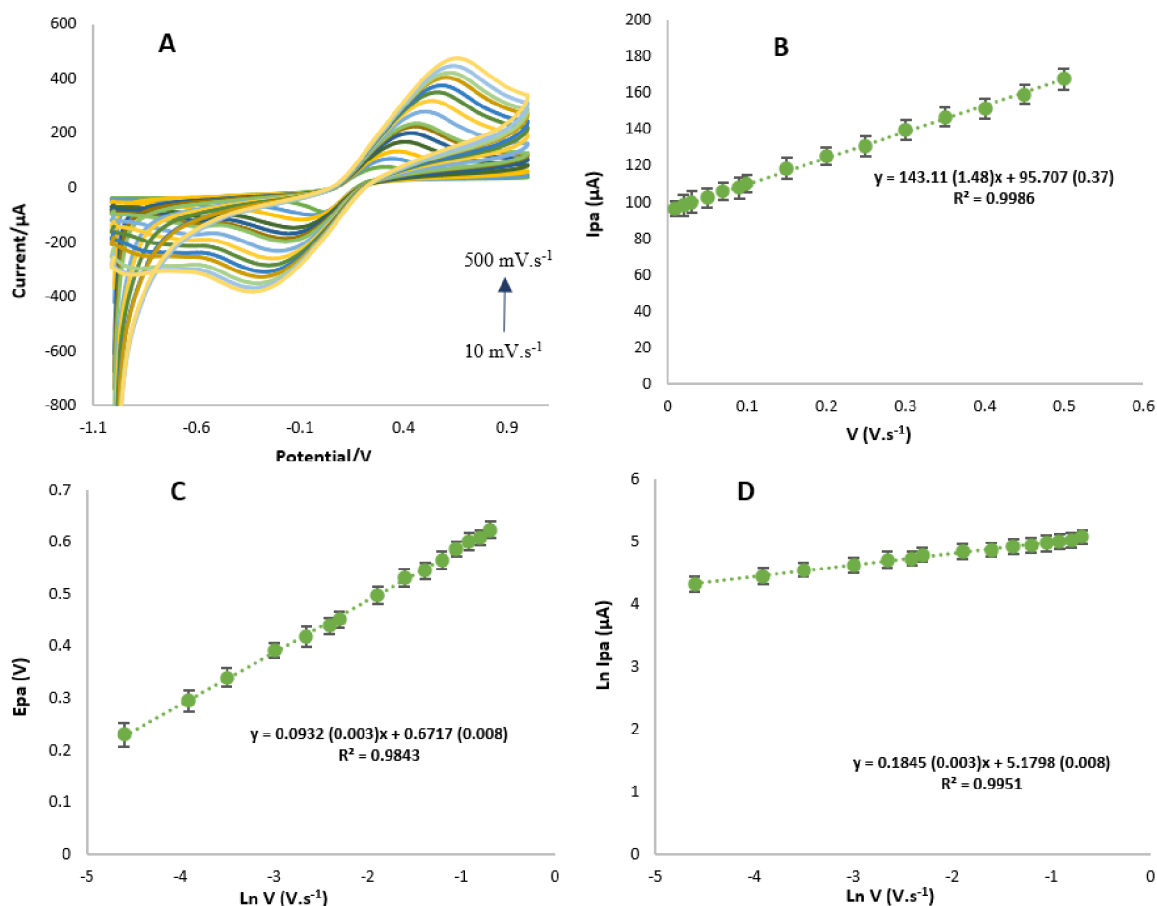 A
600
400
200
0
-200
-400
-600
-800
-1.1
-0.6
-0.1
0.4
0.9
Current/µA
Potential/V
500 mV.s⁻¹
10 mV.s⁻¹
B
200
180
160
140
120
100
80
60
40
20
0
0
0.1
0.2
0.3
0.4
0.5
0.6
Ipa (µA)
V (V.s⁻¹)
y = 143.11 (1.48)x + 95.707 (0.37)
R² = 0.9986
C
0.7
0.6
0.5
0.4
0.3
0.2
0.1
0
-5
-4
-3
-2
-1
0
Epa (V)
Ln V (V.s⁻¹)
y = 0.0932 (0.003)x + 0.6717 (0.008)
R² = 0.9843
D
6
5
4
3
2
1
0
-5
-4
-3
-2
-1
0
Ln Ipa (µA)
Ln V (V.s⁻¹)
y = 0.1845 (0.003)x + 5.1798 (0.008)
R² = 0.9951